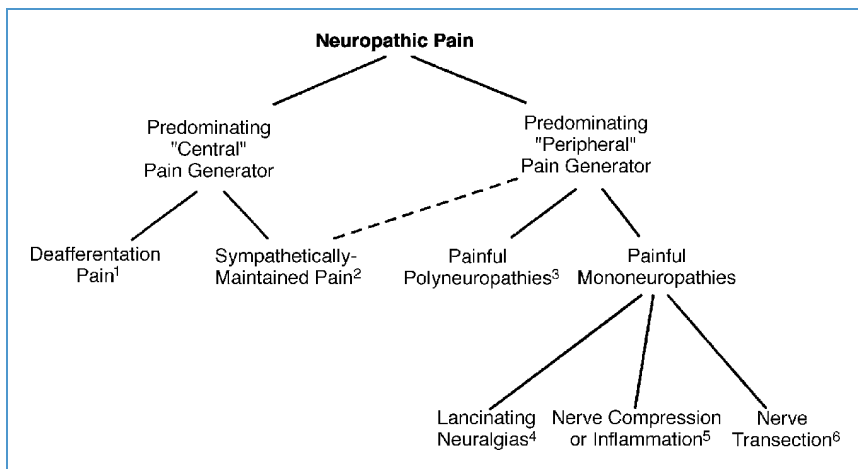 Neuropathic Pain
Predominating
"Central"
Pain Generator
Predominating
"Peripheral"
Pain Generator
Deafferentation
Pain¹
Sympathetically-
Maintained Pain²
Painful
Polyneuropathies³
Painful
Mononeuropathies
Lancinating
Neuralgias⁴
Nerve Compression
or Inflammation⁵
Nerve
Transection⁶